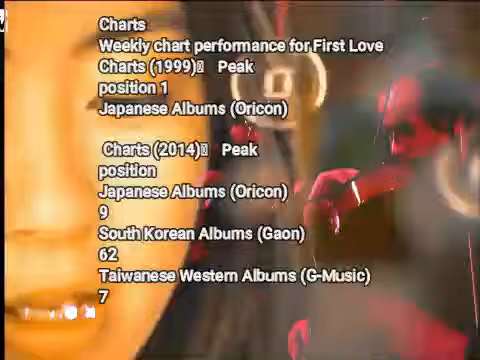 Charts
Weekly chart performance for First Love
Charts (1999) Peak
position 1
Japanese Albums (Oricon)
Charts (2014) Peak
position
Japanese Albums (Oricon)
9
South Korean Albums (Gaon)
62
Taiwanese Western Albums (G-Music)
7